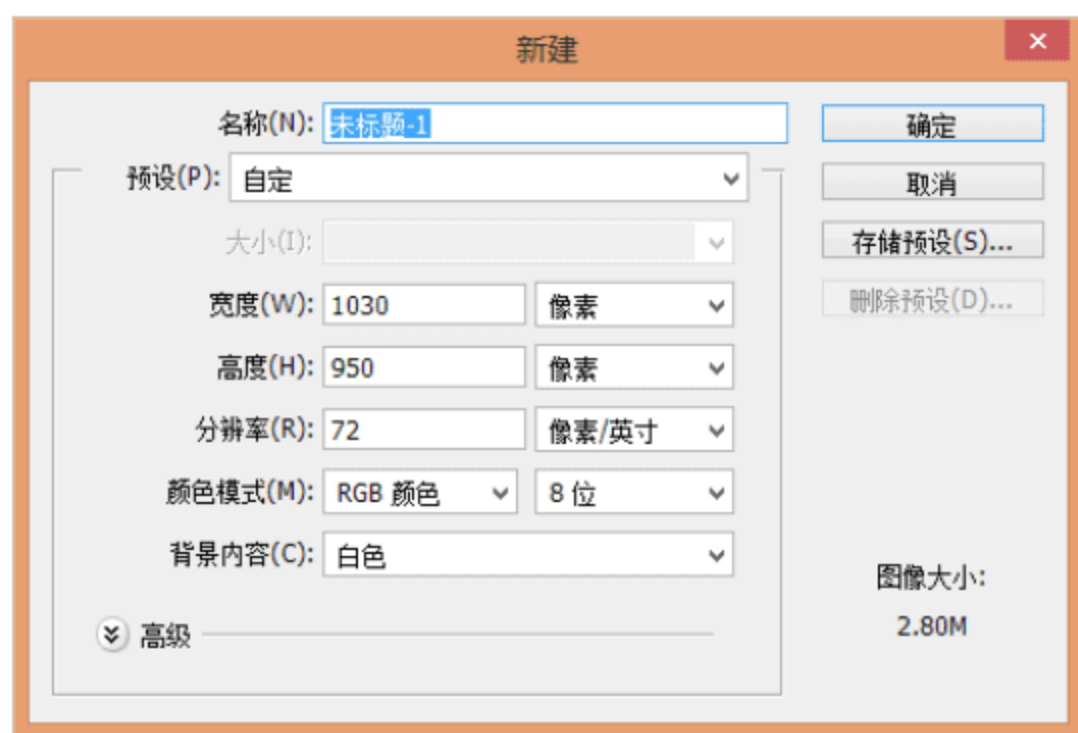 新建
名称(N): 未标题-1
确定
预设(P): 自定
取消
大小(I):
存储预设(S)...
宽度(W): 1030 像素
删除预设(D)...
高度(H): 950 像素
分辨率(R): 72 像素/英寸
颜色模式(M): RGB 颜色 8 位
背景内容(C): 白色
图像大小:
高级
2.80M